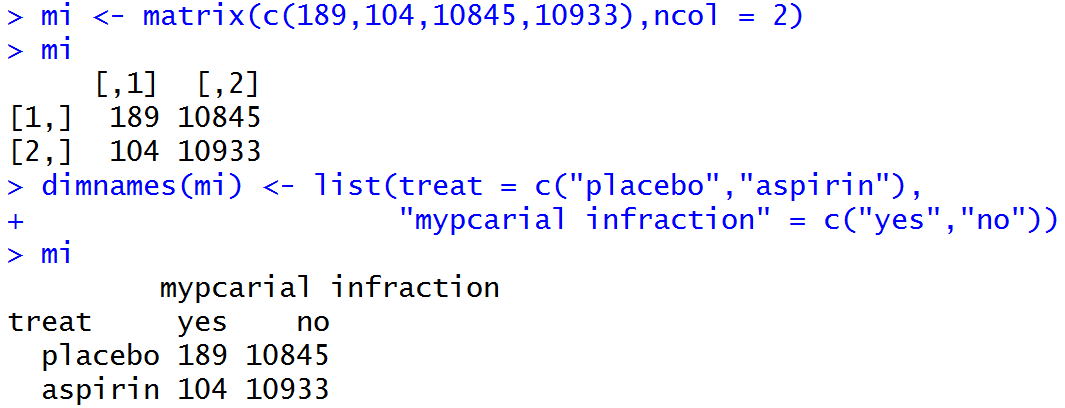 > mi <- matrix(c(189,104,10845,10933),ncol = 2)
> mi
     [,1]  [,2]
[1,]  189 10845
[2,]  104 10933
> dimnames(mi) <- list(treat = c("placebo","aspirin"),
+                      "mypcarial infraction" = c("yes","no"))
> mi
         mypcarial infraction
treat     yes    no
  placebo 189 10845
  aspirin 104 10933